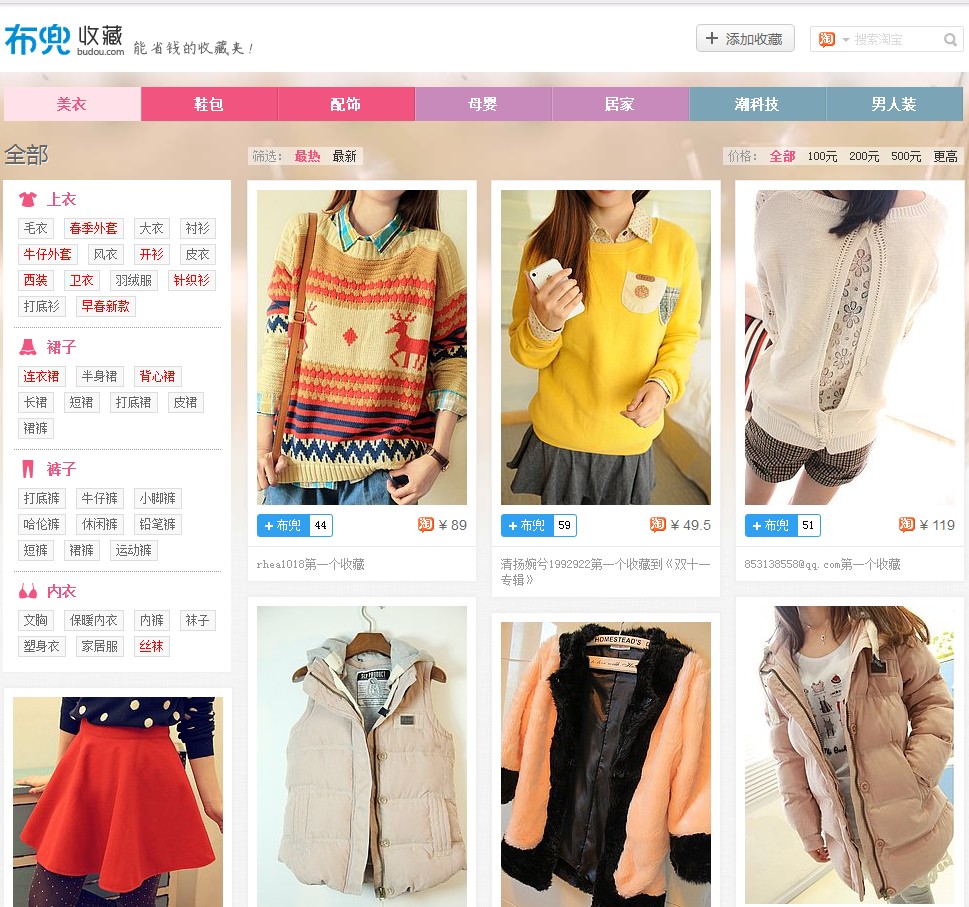 布兜 收藏 budou.com 能省钱的收藏夹!
+ 添加收藏
淘 搜索淘宝
美衣 鞋包 配饰 母婴 居家 潮科技 男人装
全部
筛选: 最热 最新
价格: 全部 100元 200元 500元 更高
上衣
毛衣 春季外套 大衣 衬衫
牛仔外套 风衣 开衫 皮衣
西装 卫衣 羽绒服 针织衫
打底衫 早春新款
裙子
连衣裙 半身裙 背心裙
长裙 短裙 打底裙 皮裙
裙裤
裤子
打底裤 牛仔裤 小脚裤
哈伦裤 休闲裤 铅笔裤
短裤 裙裤 运动裤
内衣
文胸 保暖内衣 内裤 袜子
塑身衣 家居服 丝袜
+ 布兜 44 淘 ¥ 89
rhea1018第一个收藏
+ 布兜 59 淘 ¥ 49.5
清扬婉兮1992922第一个收藏到《双十一
专辑》
+ 布兜 51 淘 ¥ 119
853138558@qq.com第一个收藏
HOMESTEAD'S